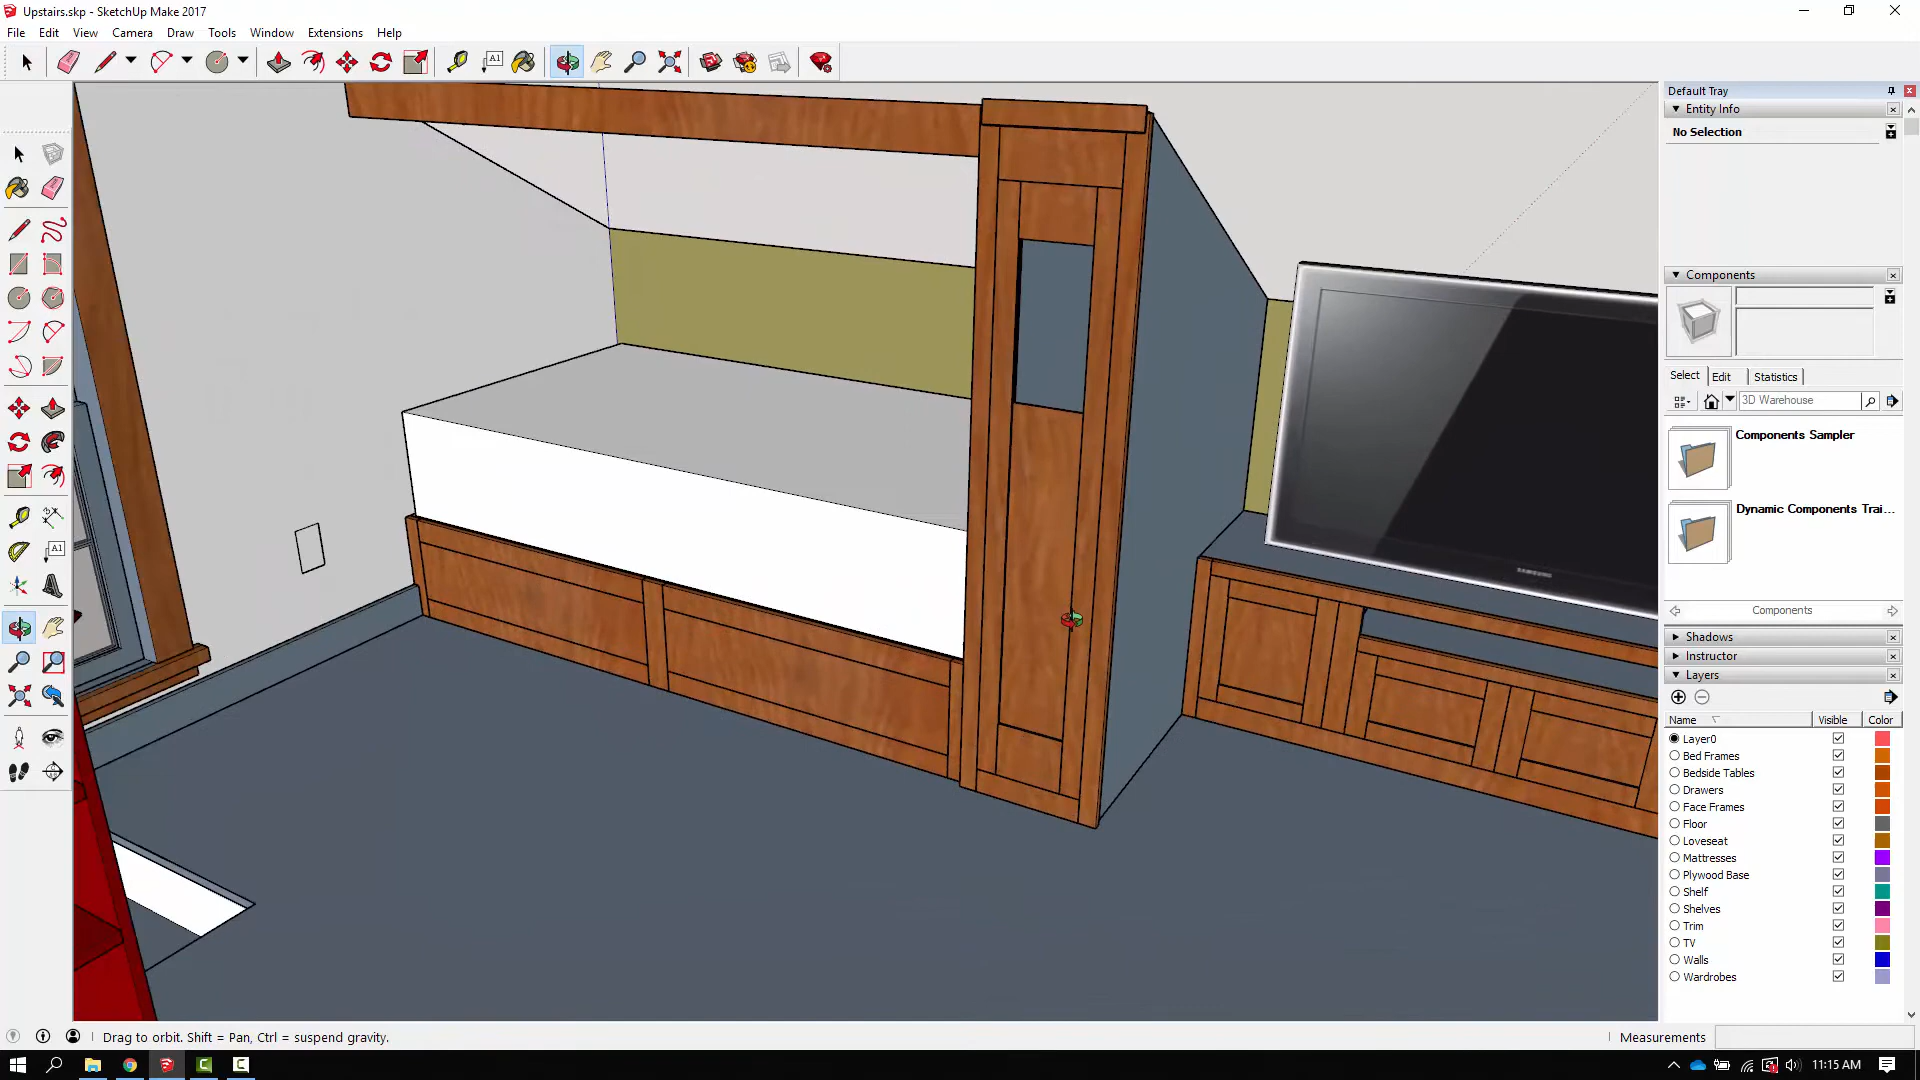 Upstairs.skp - SketchUp Make 2017
File Edit View Camera Draw Tools Window Extensions Help
A1
Default Tray
Entity Info
No Selection
Components
Select Edit Statistics
3D Warehouse
Components Sampler
Dynamic Components Trai...
Components
Shadows
Instructor
Layers
Name Visible Color
Layer0
Bed Frames
Bedside Tables
Drawers
Face Frames
Floor
Loveseat
Mattresses
Plywood Base
Shelf
Shelves
Trim
TV
Walls
Wardrobes
A1
SAMSUNG
Drag to orbit. Shift = Pan, Ctrl = suspend gravity.
Measurements
11:15 AM